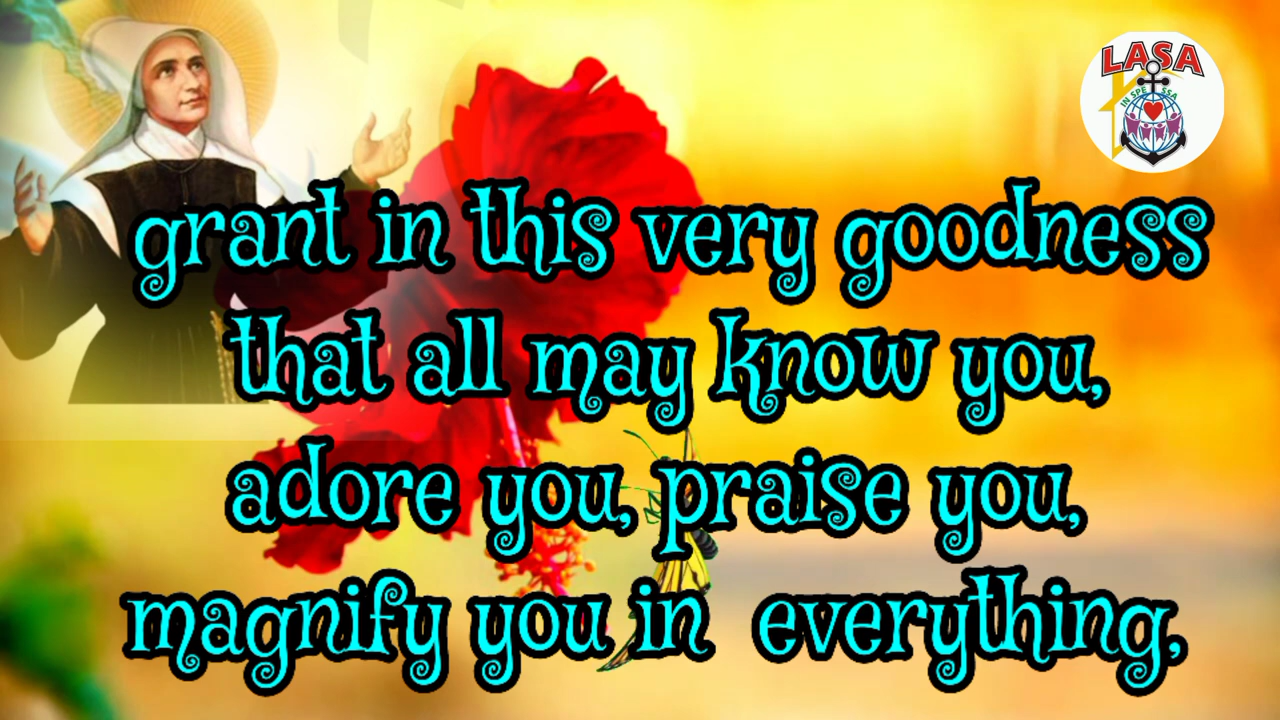 LASA
IN SPE SSA
grant in this very goodness
that all may know you,
adore you, praise you,
magnify you in everything,